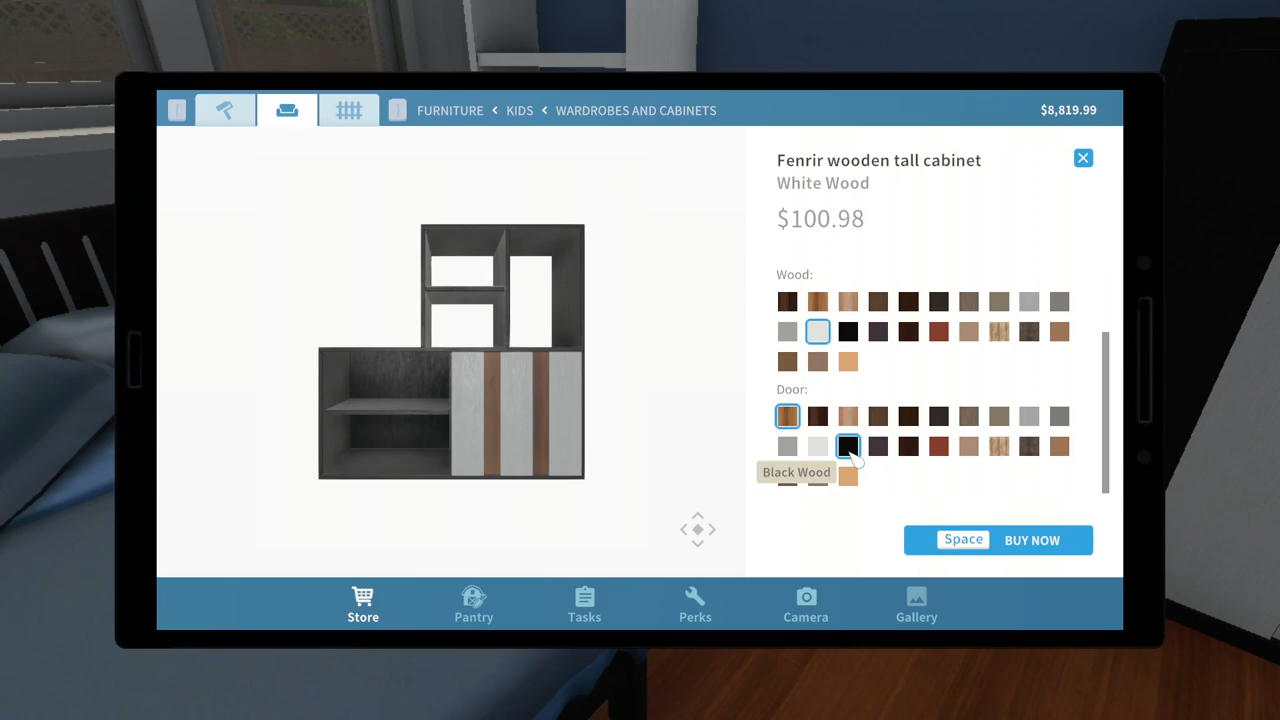 FURNITURE < KIDS < WARDROBES AND CABINETS
$8,819.99
Fenrir wooden tall cabinet
White Wood
$100.98
Wood:
Door:
Black Wood
Space BUY NOW
Store
Pantry
Tasks
Perks
Camera
Gallery